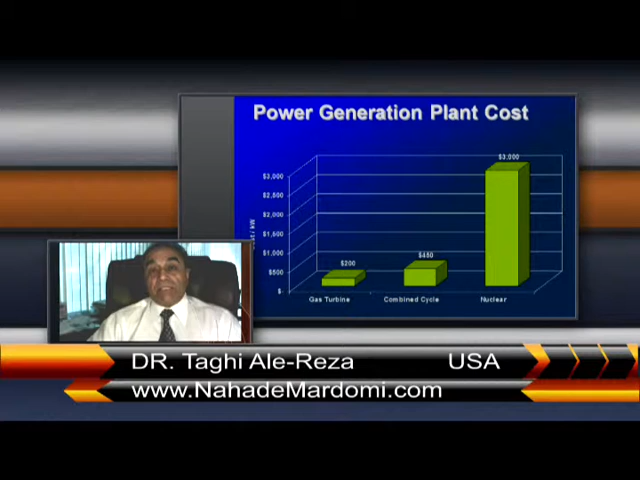 Power Generation Plant Cost
$3,000
$3,000
$2,500
$2,000
$1,500
$1,000
$500
$-
$200
$450
Gas Turbine
Combined Cycle
Nuclear
DR. Taghi Ale-Reza USA
www.NahadeMardomi.com